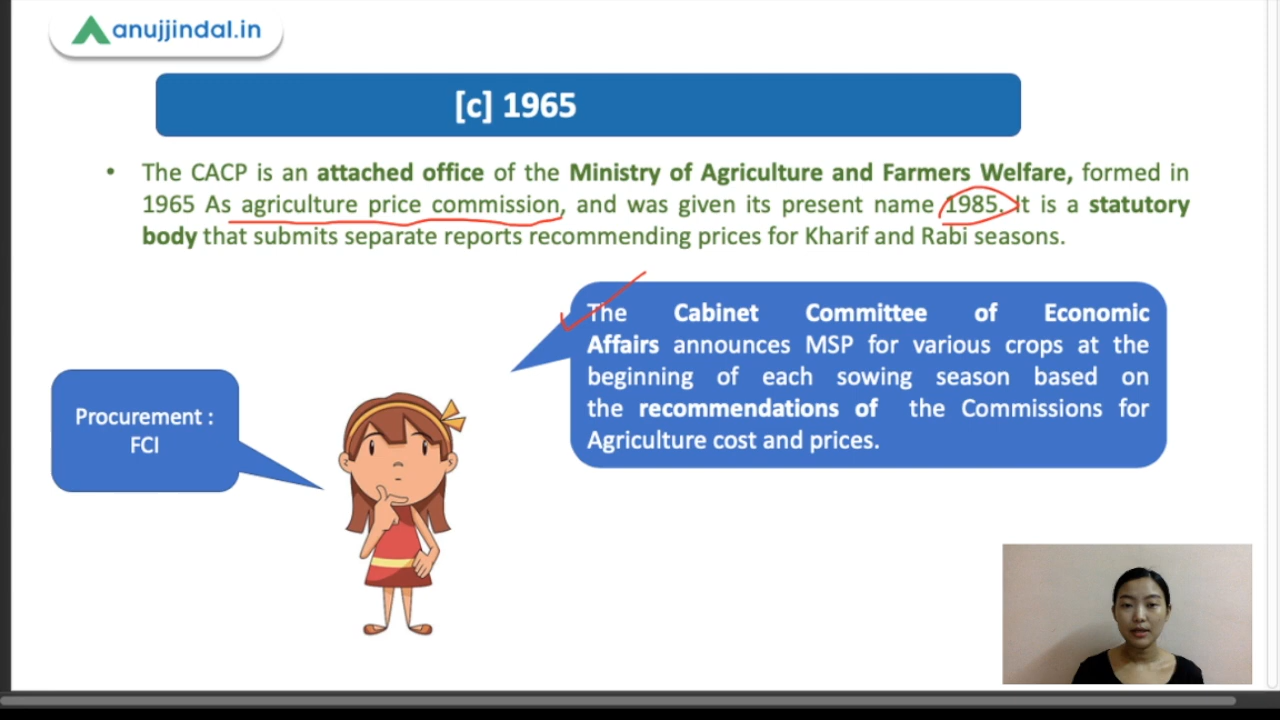 anujjindal.in
[c] 1965
• The CACP is an attached office of the Ministry of Agriculture and Farmers Welfare, formed in
1965 As agriculture price commission, and was given its present name 1985. It is a statutory
body that submits separate reports recommending prices for Kharif and Rabi seasons.
The Cabinet Committee of Economic
Affairs announces MSP for various crops at the
beginning of each sowing season based on
the recommendations of the Commissions for
Agriculture cost and prices.
Procurement :
FCI